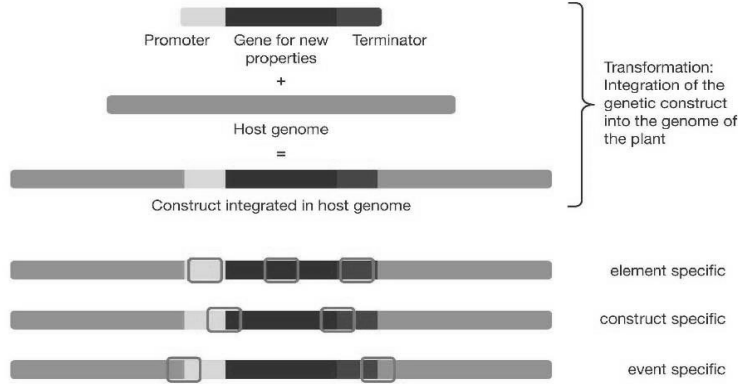 Promoter
Gene for new
properties
Terminator
+
Host genome
=
Construct integrated in host genome
Transformation:
Integration of the
genetic construct
into the genome of
the plant
element specific
construct specific
event specific